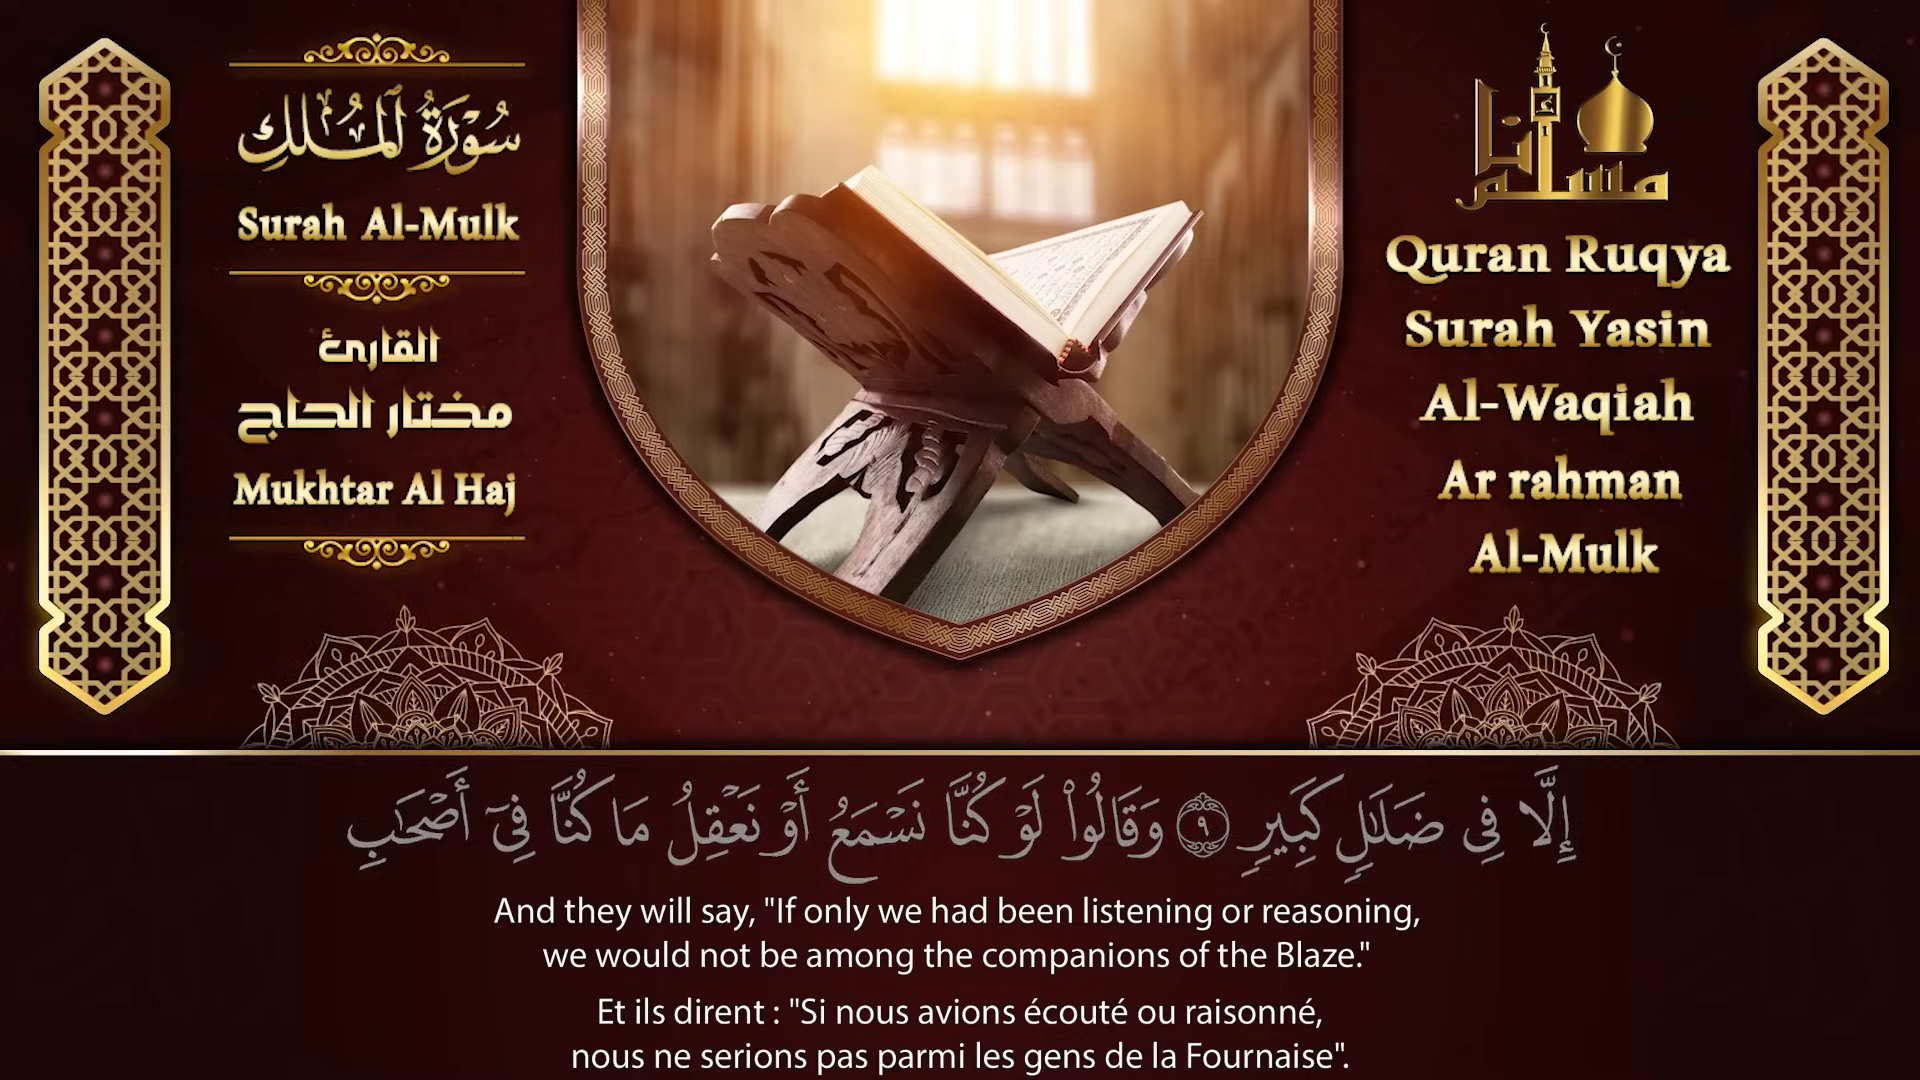 سُورَةُ ٱلْمُلْكِ
Surah Al-Mulk
القارئ
مختار الحاج
Mukhtar Al Haj
أنا
مسلم
Quran Ruqya
Surah Yasin
Al-Waqiah
Ar rahman
Al-Mulk
إِلَّا فِي ضَلَـٰلٍ كَبِيرٍ ٩ وَقَالُوا۟ لَوْ كُنَّا نَسْمَعُ أَوْ نَعْقِلُ مَا كُنَّا فِىٓ أَصْحَـٰبِ
And they will say, "If only we had been listening or reasoning,
we would not be among the companions of the Blaze."
Et ils dirent : "Si nous avions écouté ou raisonné,
nous ne serions pas parmi les gens de la Fournaise".